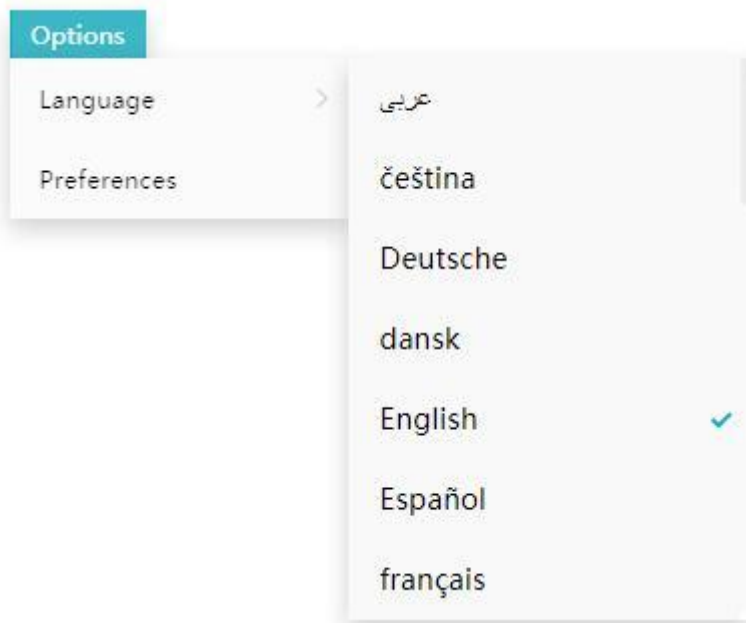 Options
Language
Preferences
عربى
čeština
Deutsche
dansk
English
Español
français